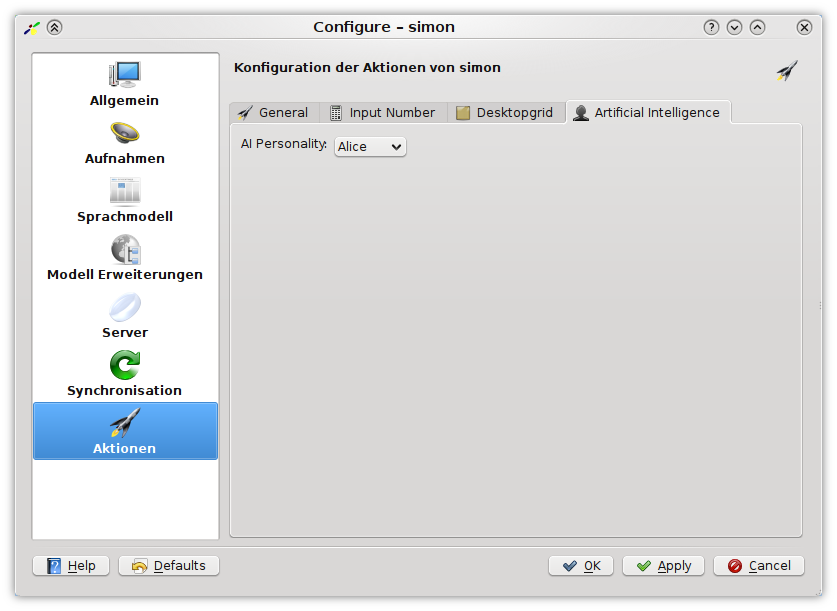 Configure – simon
Allgemein
Aufnahmen
Sprachmodell
Modell Erweiterungen
Server
Synchronisation
Aktionen
Konfiguration der Aktionen von simon
General
Input Number
Desktopgrid
Artificial Intelligence
AI Personality:
Alice
Help
Defaults
OK
Apply
Cancel